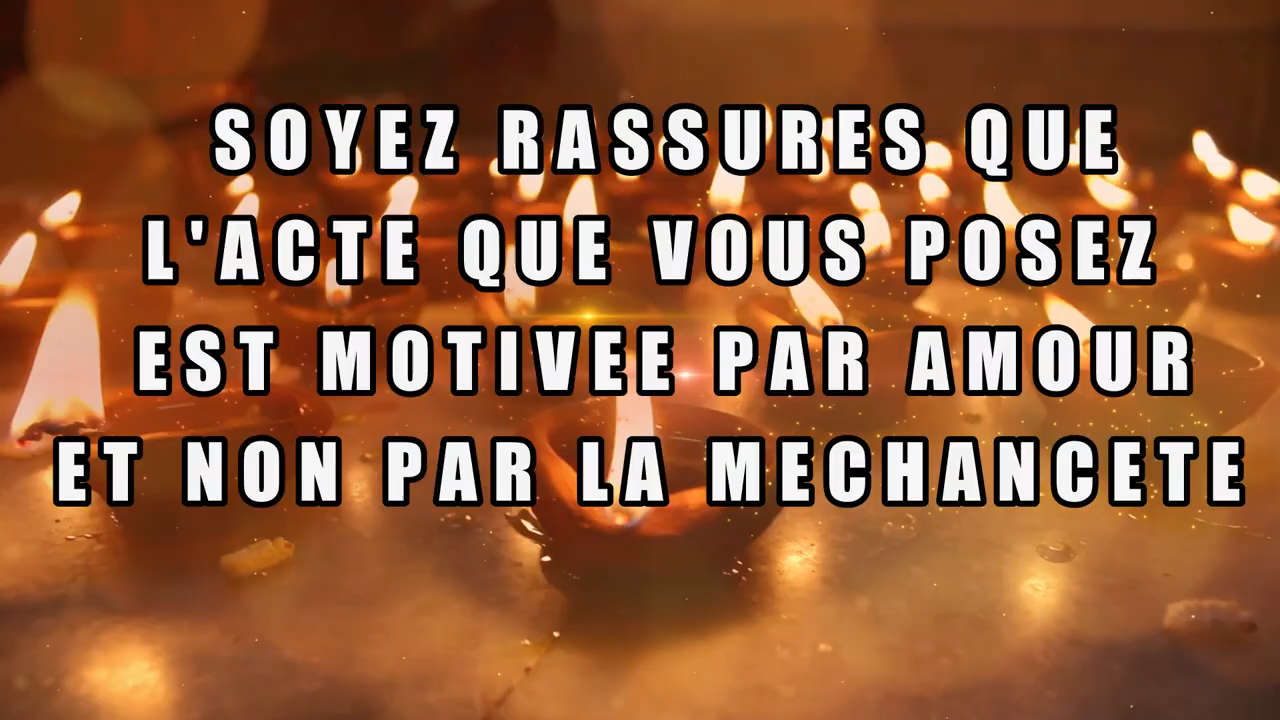 SOYEZ RASSURES QUE
L'ACTE QUE VOUS POSEZ
EST MOTIVEE PAR AMOUR
ET NON PAR LA MECHANCETE